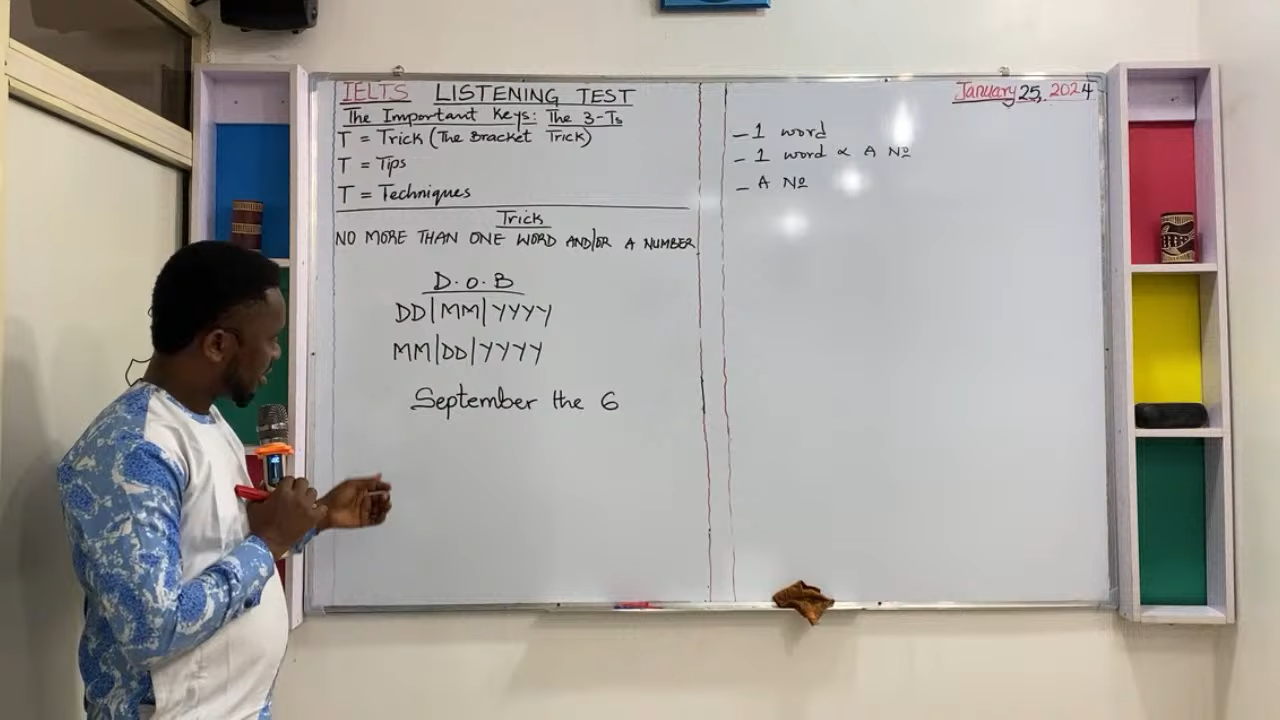 IELTS LISTENING TEST
The Important Keys: The 3-Ts
T = Trick (The Bracket Trick)
T = Tips
T = Techniques
Trick
NO MORE THAN ONE WORD AND/OR A NUMBER
D.O.B
DD|MM|YYYY
MM|DD|YYYY
September the 6
January 25, 2024
- 1 word
- 1 word & A Nº
- A Nº